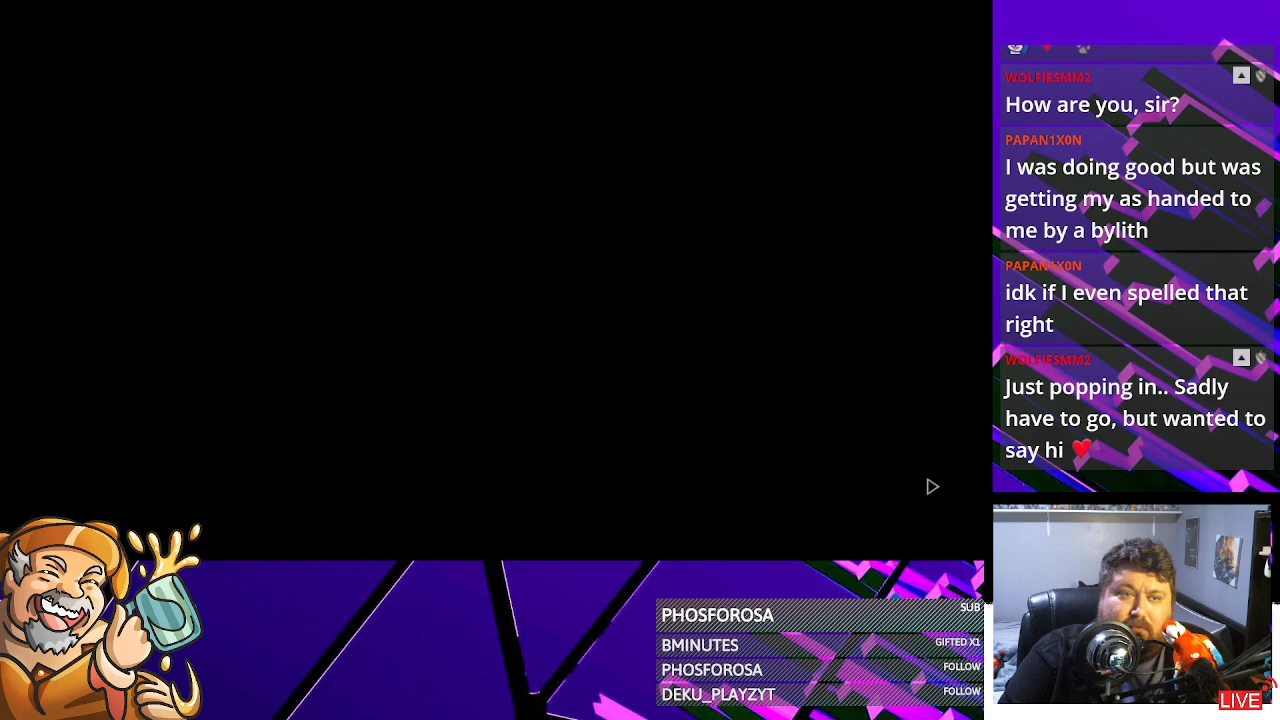 WOLFIESMM2
How are you, sir?
PAPAN1X0N
I was doing good but was
getting my as handed to
me by a bylith
PAPAN1X0N
idk if I even spelled that
right
WOLFIESMM2
Just popping in.. Sadly
have to go, but wanted to
say hi ❤️
PHOSFOROSA SUB
BMINUTES GIFTED X1
PHOSFOROSA FOLLOW
DEKU_PLAYZYT FOLLOW
LIVE